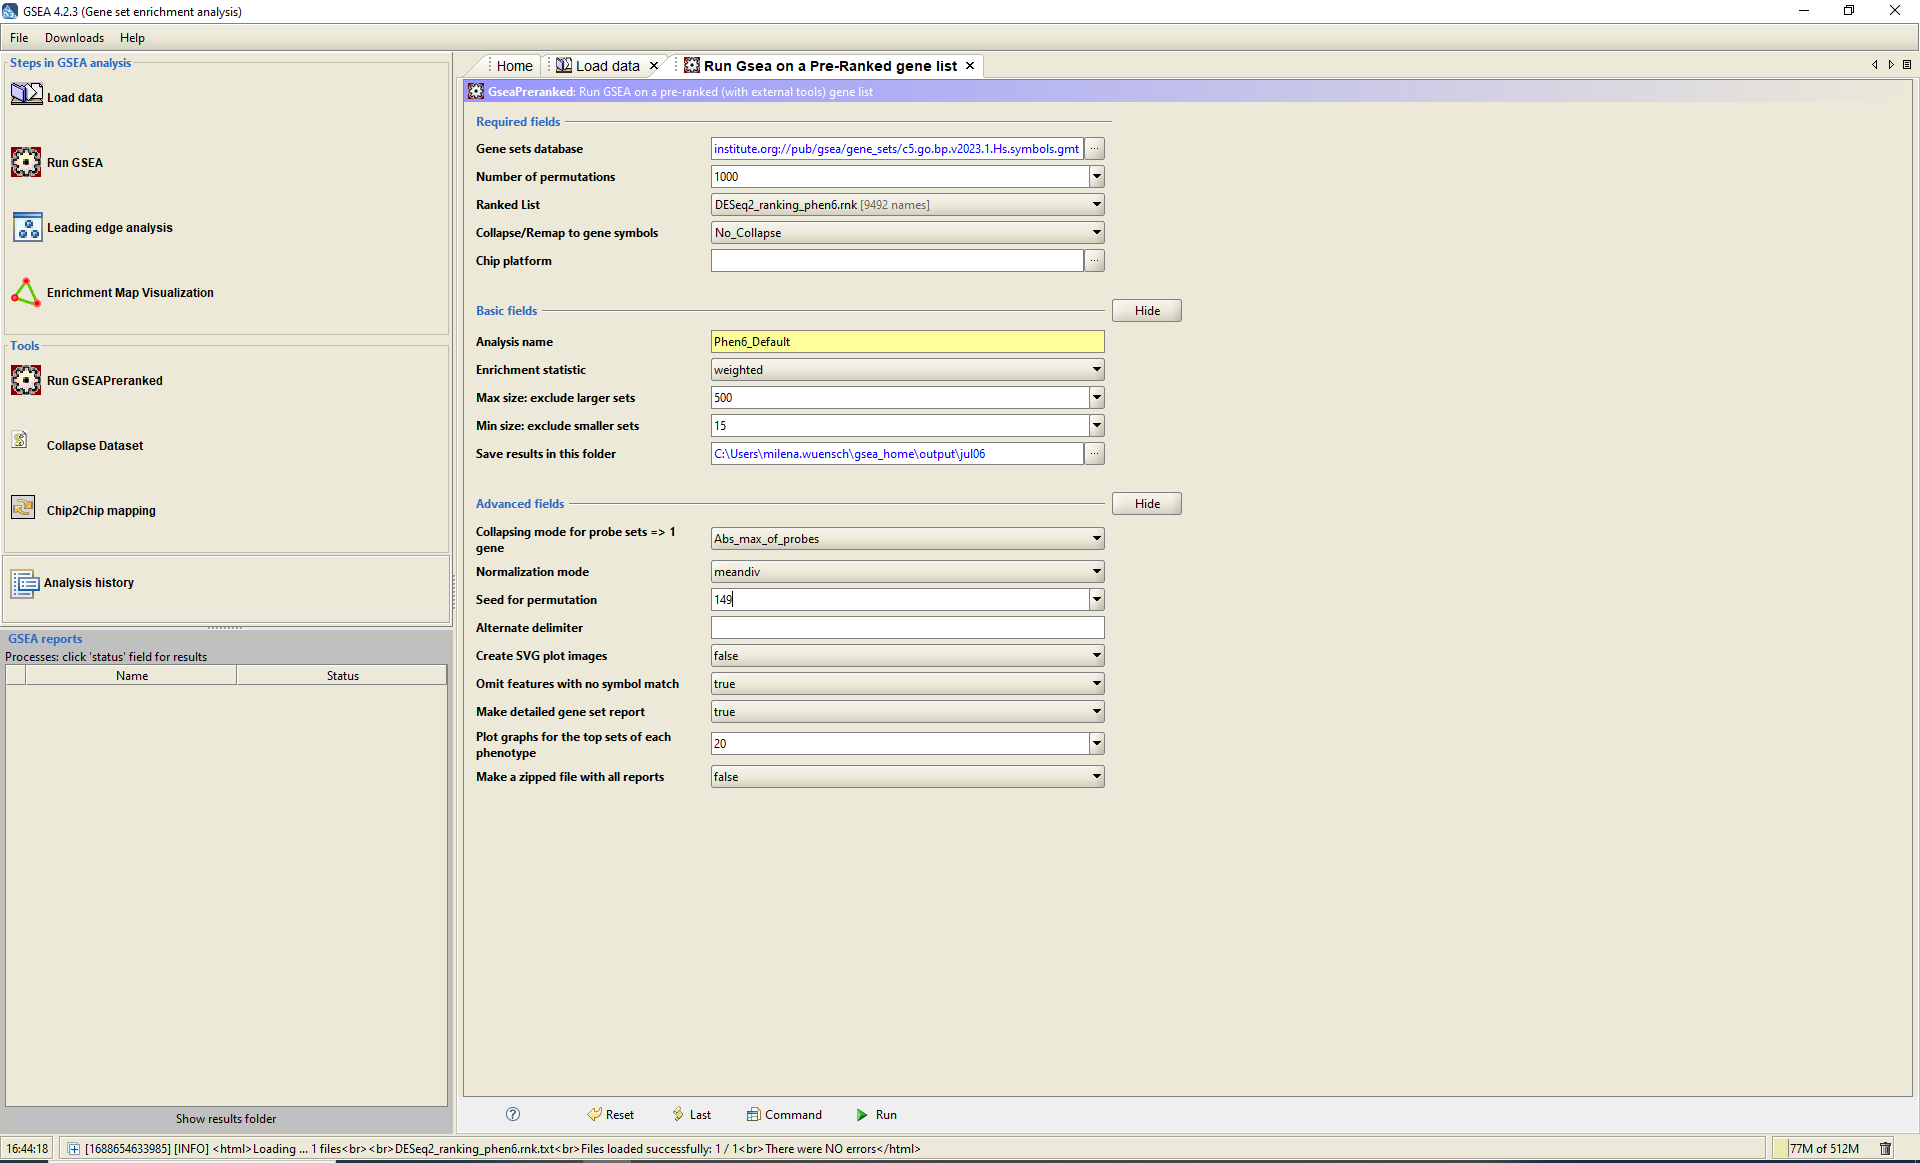 GSEA 4.2.3 (Gene set enrichment analysis)
File Downloads Help
Steps in GSEA analysis
Load data
Run GSEA
Leading edge analysis
Enrichment Map Visualization
Tools
Run GSEAPreranked
Collapse Dataset
Chip2Chip mapping
Analysis history
GSEA reports
Processes: click 'status' field for results
Name Status
Show results folder
Home Load data Run Gsea on a Pre-Ranked gene list
GseaPreranked: Run GSEA on a pre-ranked (with external tools) gene list
Required fields
Gene sets database institute.org://pub/gsea/gene_sets/c5.go.bp.v2023.1.Hs.symbols.gmt ...
Number of permutations 1000
Ranked List DESeq2_ranking_phen6.rnk [9492 names]
Collapse/Remap to gene symbols No_Collapse
Chip platform ...
Basic fields Hide
Analysis name Phen6_Default
Enrichment statistic weighted
Max size: exclude larger sets 500
Min size: exclude smaller sets 15
Save results in this folder C:\Users\milena.wuensch\gsea_home\output\jul06 ...
Advanced fields Hide
Collapsing mode for probe sets => 1
gene Abs_max_of_probes
Normalization mode meandiv
Seed for permutation 149
Alternate delimiter
Create SVG plot images false
Omit features with no symbol match true
Make detailed gene set report true
Plot graphs for the top sets of each
phenotype 20
Make a zipped file with all reports false
? Reset Last Command Run
16:44:18 [1688654633985] [INFO] <html>Loading ... 1 files<br><br>DESeq2_ranking_phen6.rnk.txt<br>Files loaded successfully: 1 / 1<br>There were NO errors</html> 77M of 512M